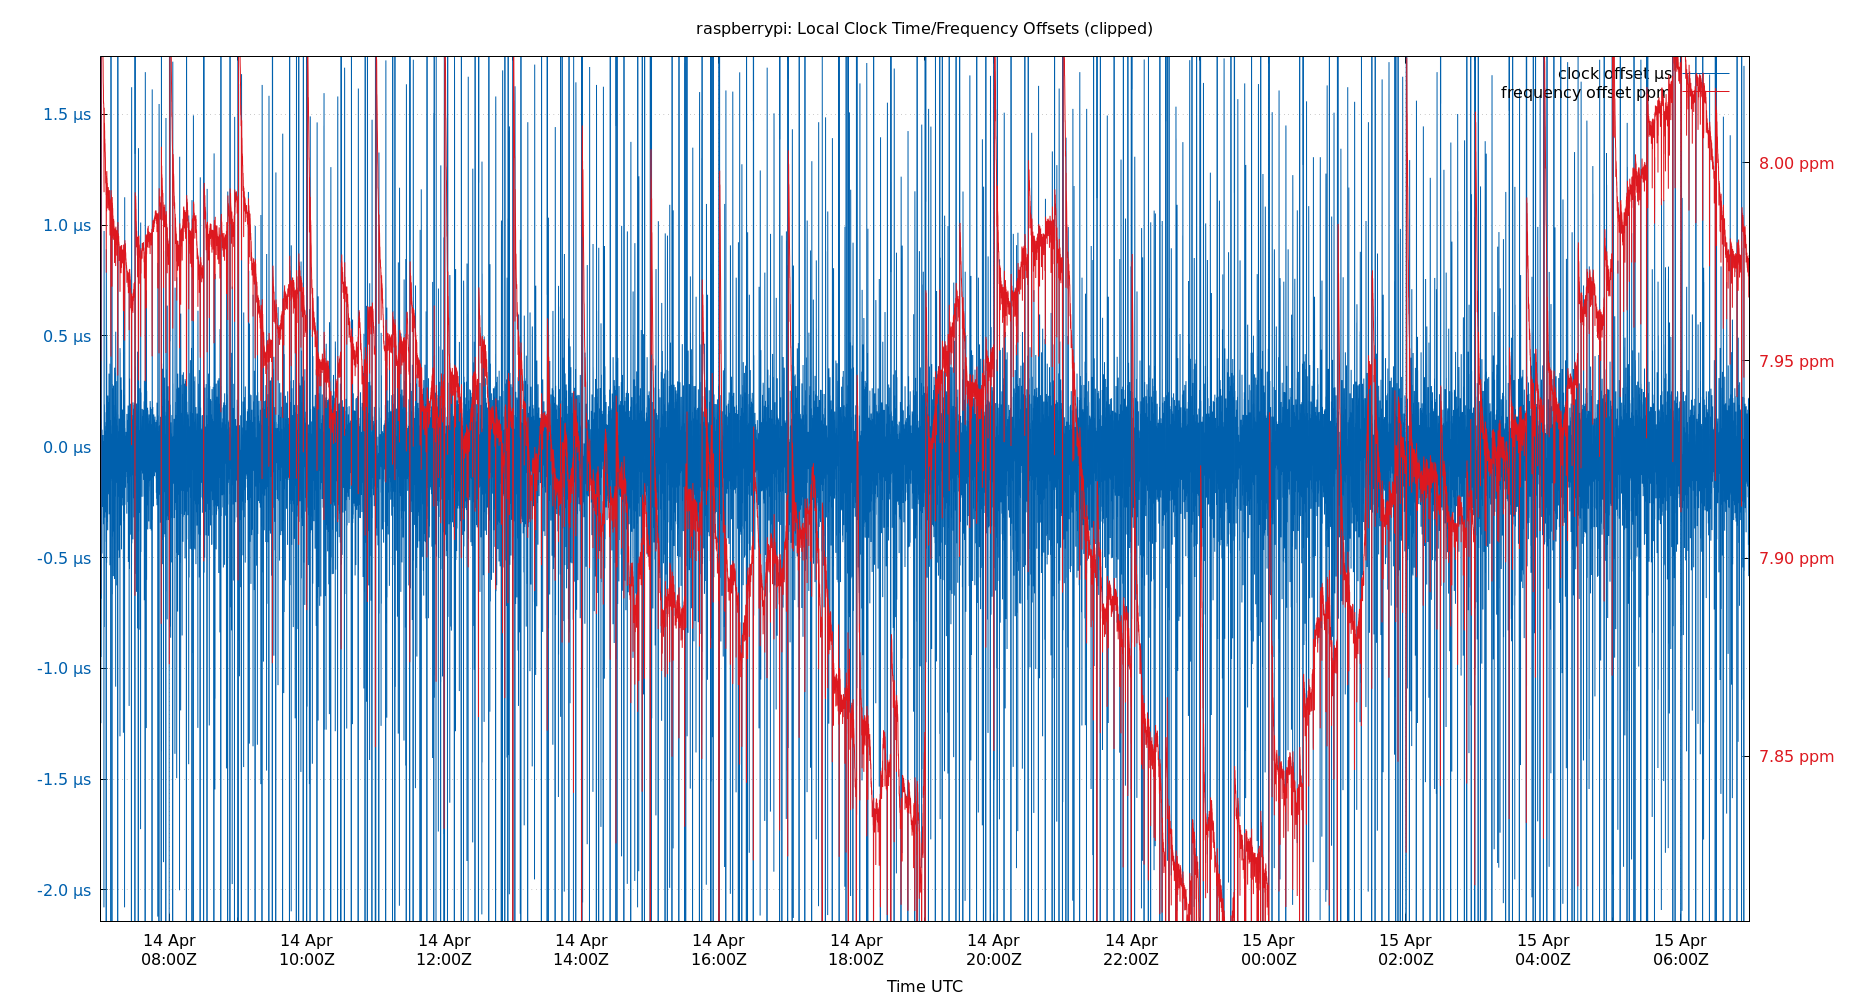 raspberrypi: Local Clock Time/Frequency Offsets (clipped)
clock offset µs
frequency offset ppm
1.5 µs
1.0 µs
0.5 µs
0.0 µs
-0.5 µs
-1.0 µs
-1.5 µs
-2.0 µs
8.00 ppm
7.95 ppm
7.90 ppm
7.85 ppm
14 Apr 14 Apr 14 Apr 14 Apr 14 Apr 14 Apr 14 Apr 14 Apr 15 Apr 15 Apr 15 Apr 15 Apr
08:00Z 10:00Z 12:00Z 14:00Z 16:00Z 18:00Z 20:00Z 22:00Z 00:00Z 02:00Z 04:00Z 06:00Z
Time UTC